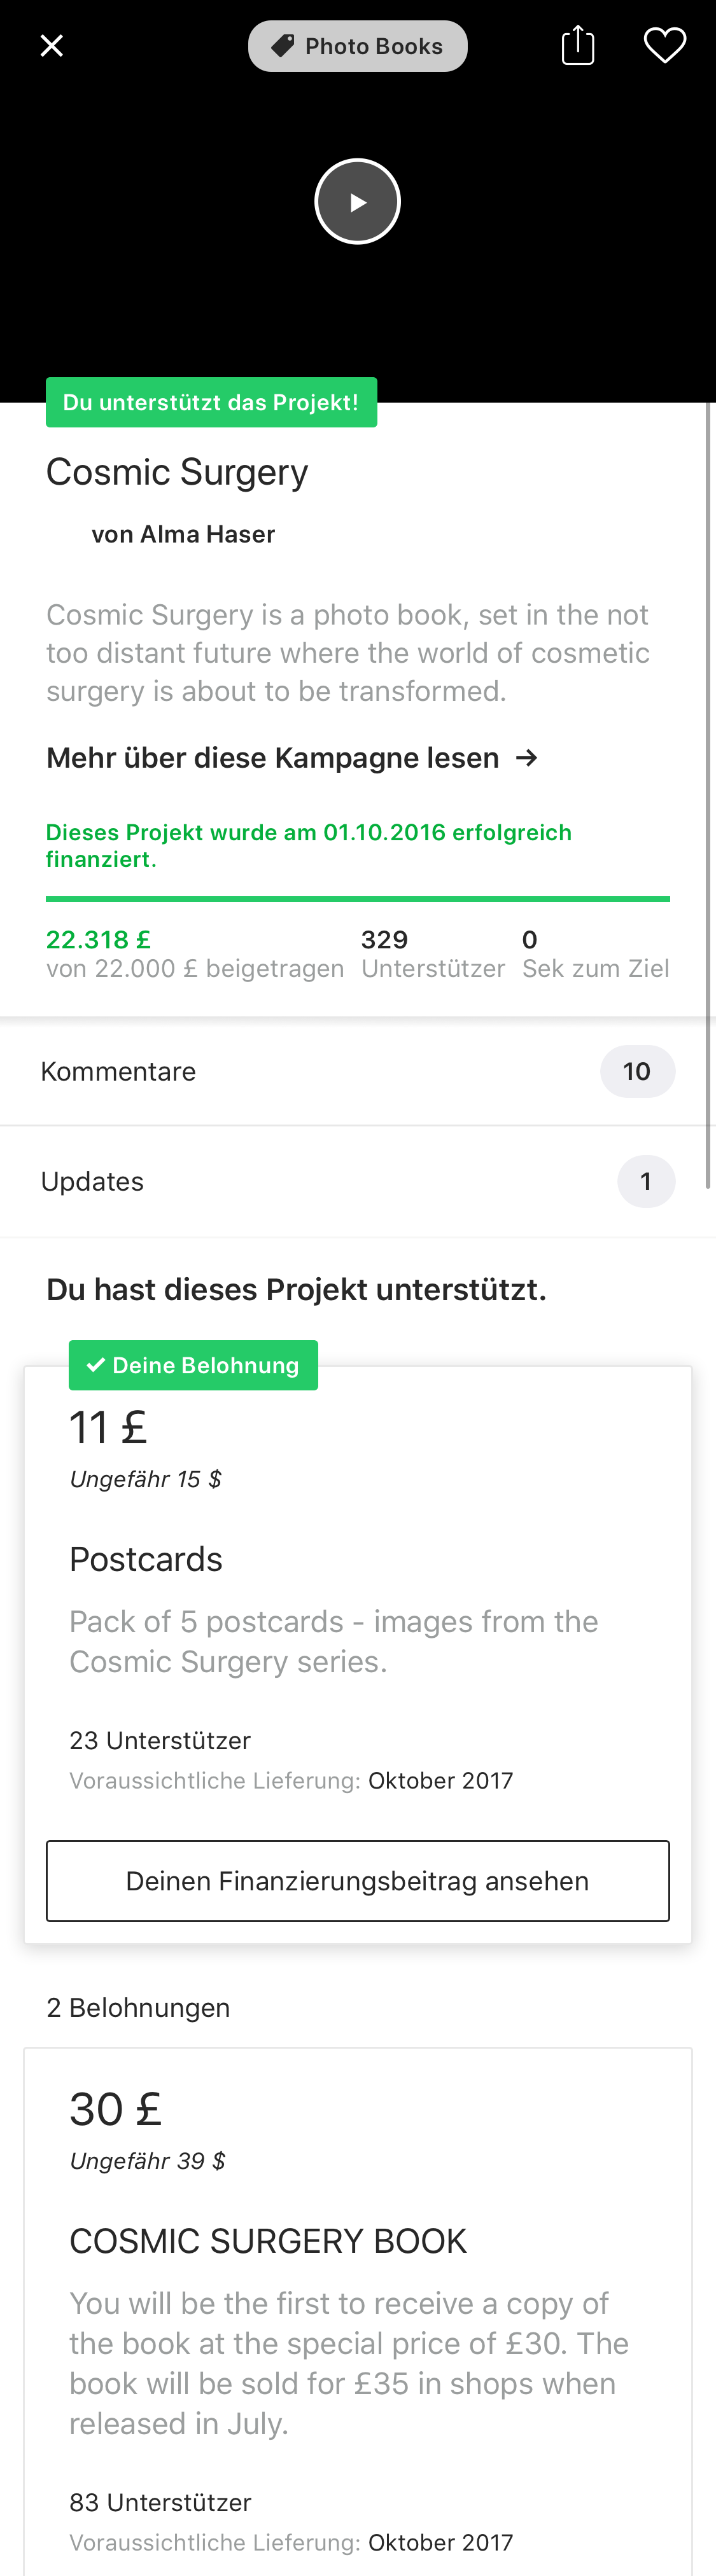 Photo Books
Du unterstützt das Projekt!
Cosmic Surgery
von Alma Haser
Cosmic Surgery is a photo book, set in the not
too distant future where the world of cosmetic
surgery is about to be transformed.
Mehr über diese Kampagne lesen →
Dieses Projekt wurde am 01.10.2016 erfolgreich
finanziert.
22.318 £ 329 0
von 22.000 £ beigetragen Unterstützer Sek zum Ziel
Kommentare 10
Updates 1
Du hast dieses Projekt unterstützt.
✓ Deine Belohnung
11 £
Ungefähr 15 $
Postcards
Pack of 5 postcards - images from the
Cosmic Surgery series.
23 Unterstützer
Voraussichtliche Lieferung: Oktober 2017
Deinen Finanzierungsbeitrag ansehen
2 Belohnungen
30 £
Ungefähr 39 $
COSMIC SURGERY BOOK
You will be the first to receive a copy of
the book at the special price of £30. The
book will be sold for £35 in shops when
released in July.
83 Unterstützer
Voraussichtliche Lieferung: Oktober 2017